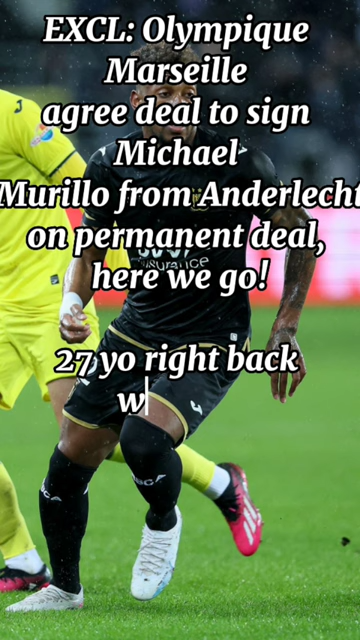 EXCL: Olympique
Marseille
agree deal to sign
Michael
Murillo from Anderlecht
on permanent deal,
here we go!
27 yo right back
w
insurance